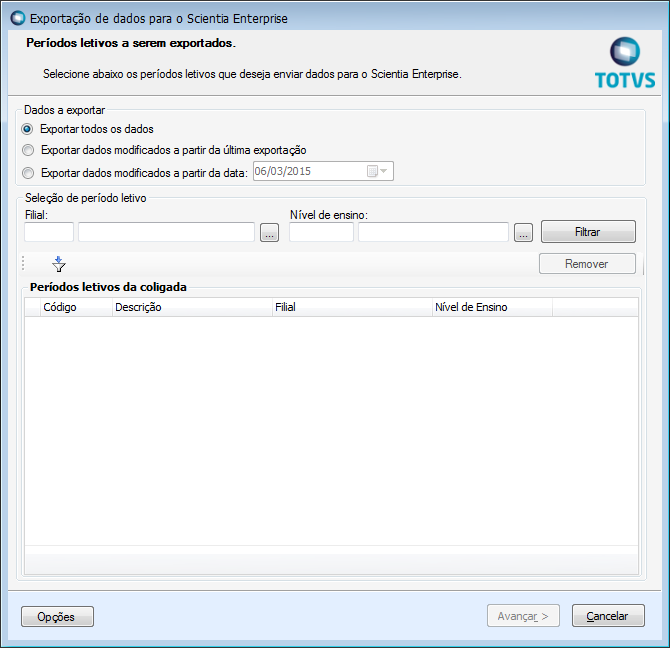 Exportação de dados para o Scientia Enterprise
Períodos letivos a serem exportados.
Selecione abaixo os períodos letivos que deseja enviar dados para o Scientia Enterprise.
TOTVS
Dados a exportar
Exportar todos os dados
Exportar dados modificados a partir da última exportação
Exportar dados modificados a partir da data: 06/03/2015
Seleção de período letivo
Filial: Nível de ensino:
... ... Filtrar
Remover
Períodos letivos da coligada
Código Descrição Filial Nível de Ensino
Opções Avançar > Cancelar